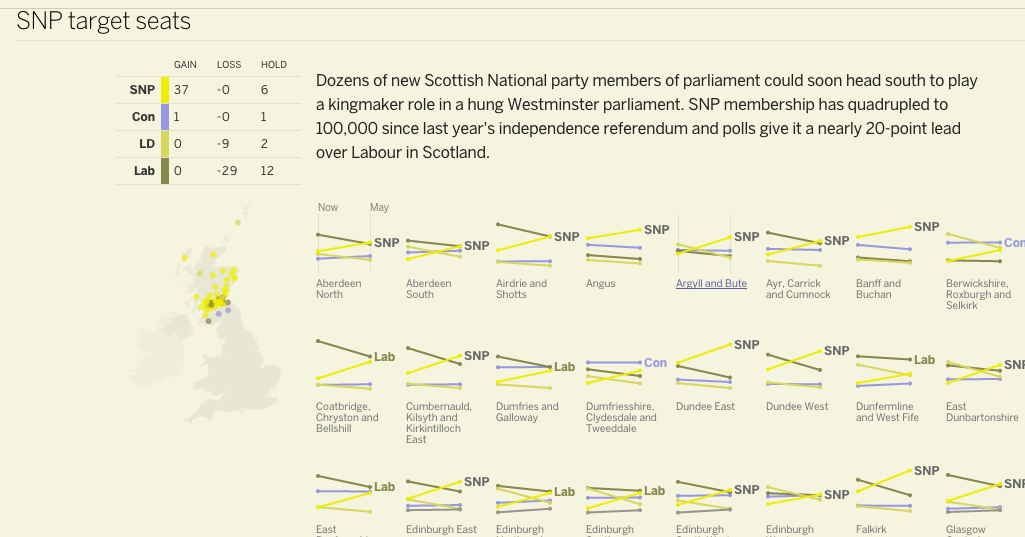 SNP target seats
GAIN LOSS HOLD
SNP 37 -0 6
Con 1 -0 1
LD 0 -9 2
Lab 0 -29 12
Dozens of new Scottish National party members of parliament could soon head south to play
a kingmaker role in a hung Westminster parliament. SNP membership has quadrupled to
100,000 since last year's independence referendum and polls give it a nearly 20-point lead
over Labour in Scotland.
Now May
SNP SNP SNP SNP SNP SNP SNP Con
Aberdeen
North
Aberdeen
South
Airdrie and
Shotts
Angus
Argyll and Bute
Ayr, Carrick
and Cumnock
Banff and
Buchan
Berwickshire,
Roxburgh and
Selkirk
Lab SNP Lab Con SNP SNP Lab SNP
Coatbridge,
Chryston and
Bellshill
Cumbernauld,
Kilsyth and
Kirkintilloch
East
Dumfries and
Galloway
Dumfriesshire,
Clydesdale and
Tweeddale
Dundee East
Dundee West
Dunfermline
and West Fife
East
Dunbartonshire
Lab SNP Lab Lab SNP SNP SNP SNP
East
Edinburgh East
Edinburgh
Edinburgh
Edinburgh
Edinburgh
Falkirk
Glasgow